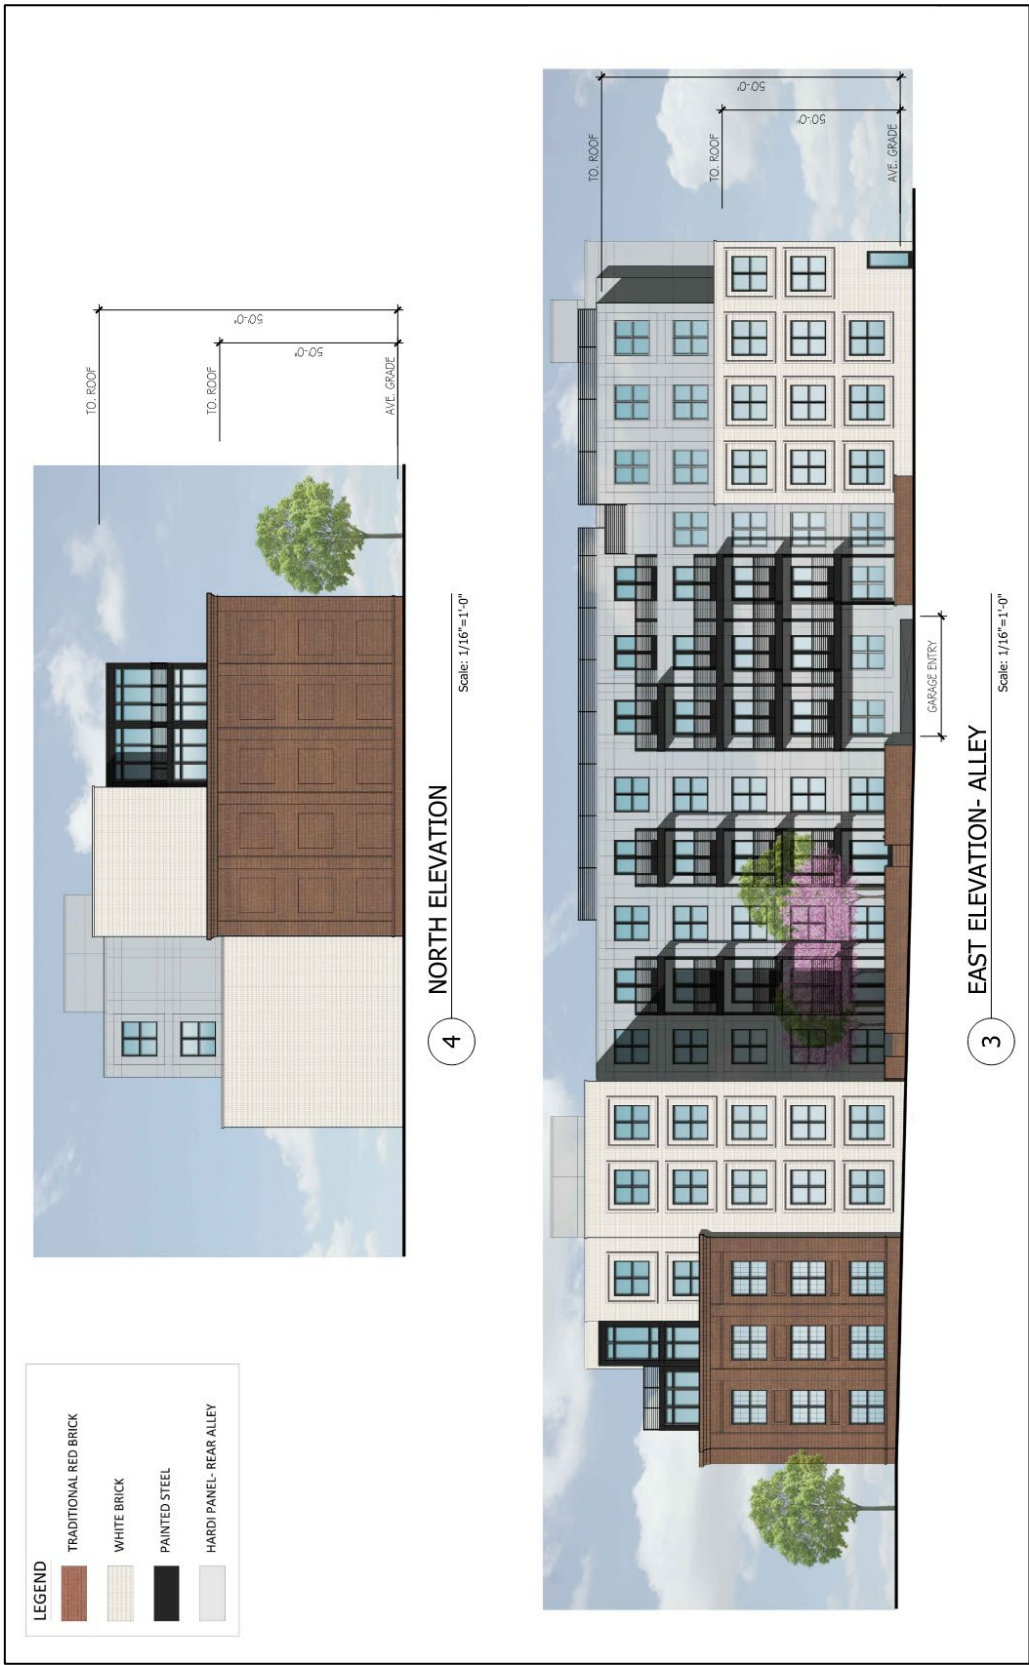 LEGEND
TRADITIONAL RED BRICK
WHITE BRICK
PAINTED STEEL
HARDI PANEL- REAR ALLEY
TO. ROOF
TO. ROOF
AVE. GRADE
50'-0"
50'-0"
4
NORTH ELEVATION
Scale: 1/16"=1'-0"
TO. ROOF
TO. ROOF
AVE. GRADE
50'-0"
50'-0"
GARAGE ENTRY
3
EAST ELEVATION- ALLEY
Scale: 1/16"=1'-0"